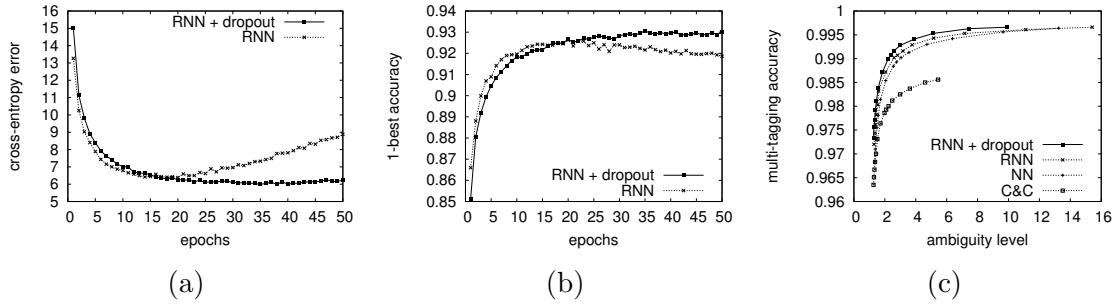 cross-entropy error
16
15
14
13
12
11
10
9
8
7
6
5
0 5 10 15 20 25 30 35 40 45 50
epochs
RNN + dropout
RNN
(a)
1-best accuracy
0.94
0.93
0.92
0.91
0.9
0.89
0.88
0.87
0.86
0.85
0 5 10 15 20 25 30 35 40 45 50
epochs
RNN + dropout
RNN
(b)
multi-tagging accuracy
1
0.995
0.99
0.985
0.98
0.975
0.97
0.965
0.96
0 2 4 6 8 10 12 14 16
ambiguity level
RNN + dropout
RNN
NN
C&C
(c)